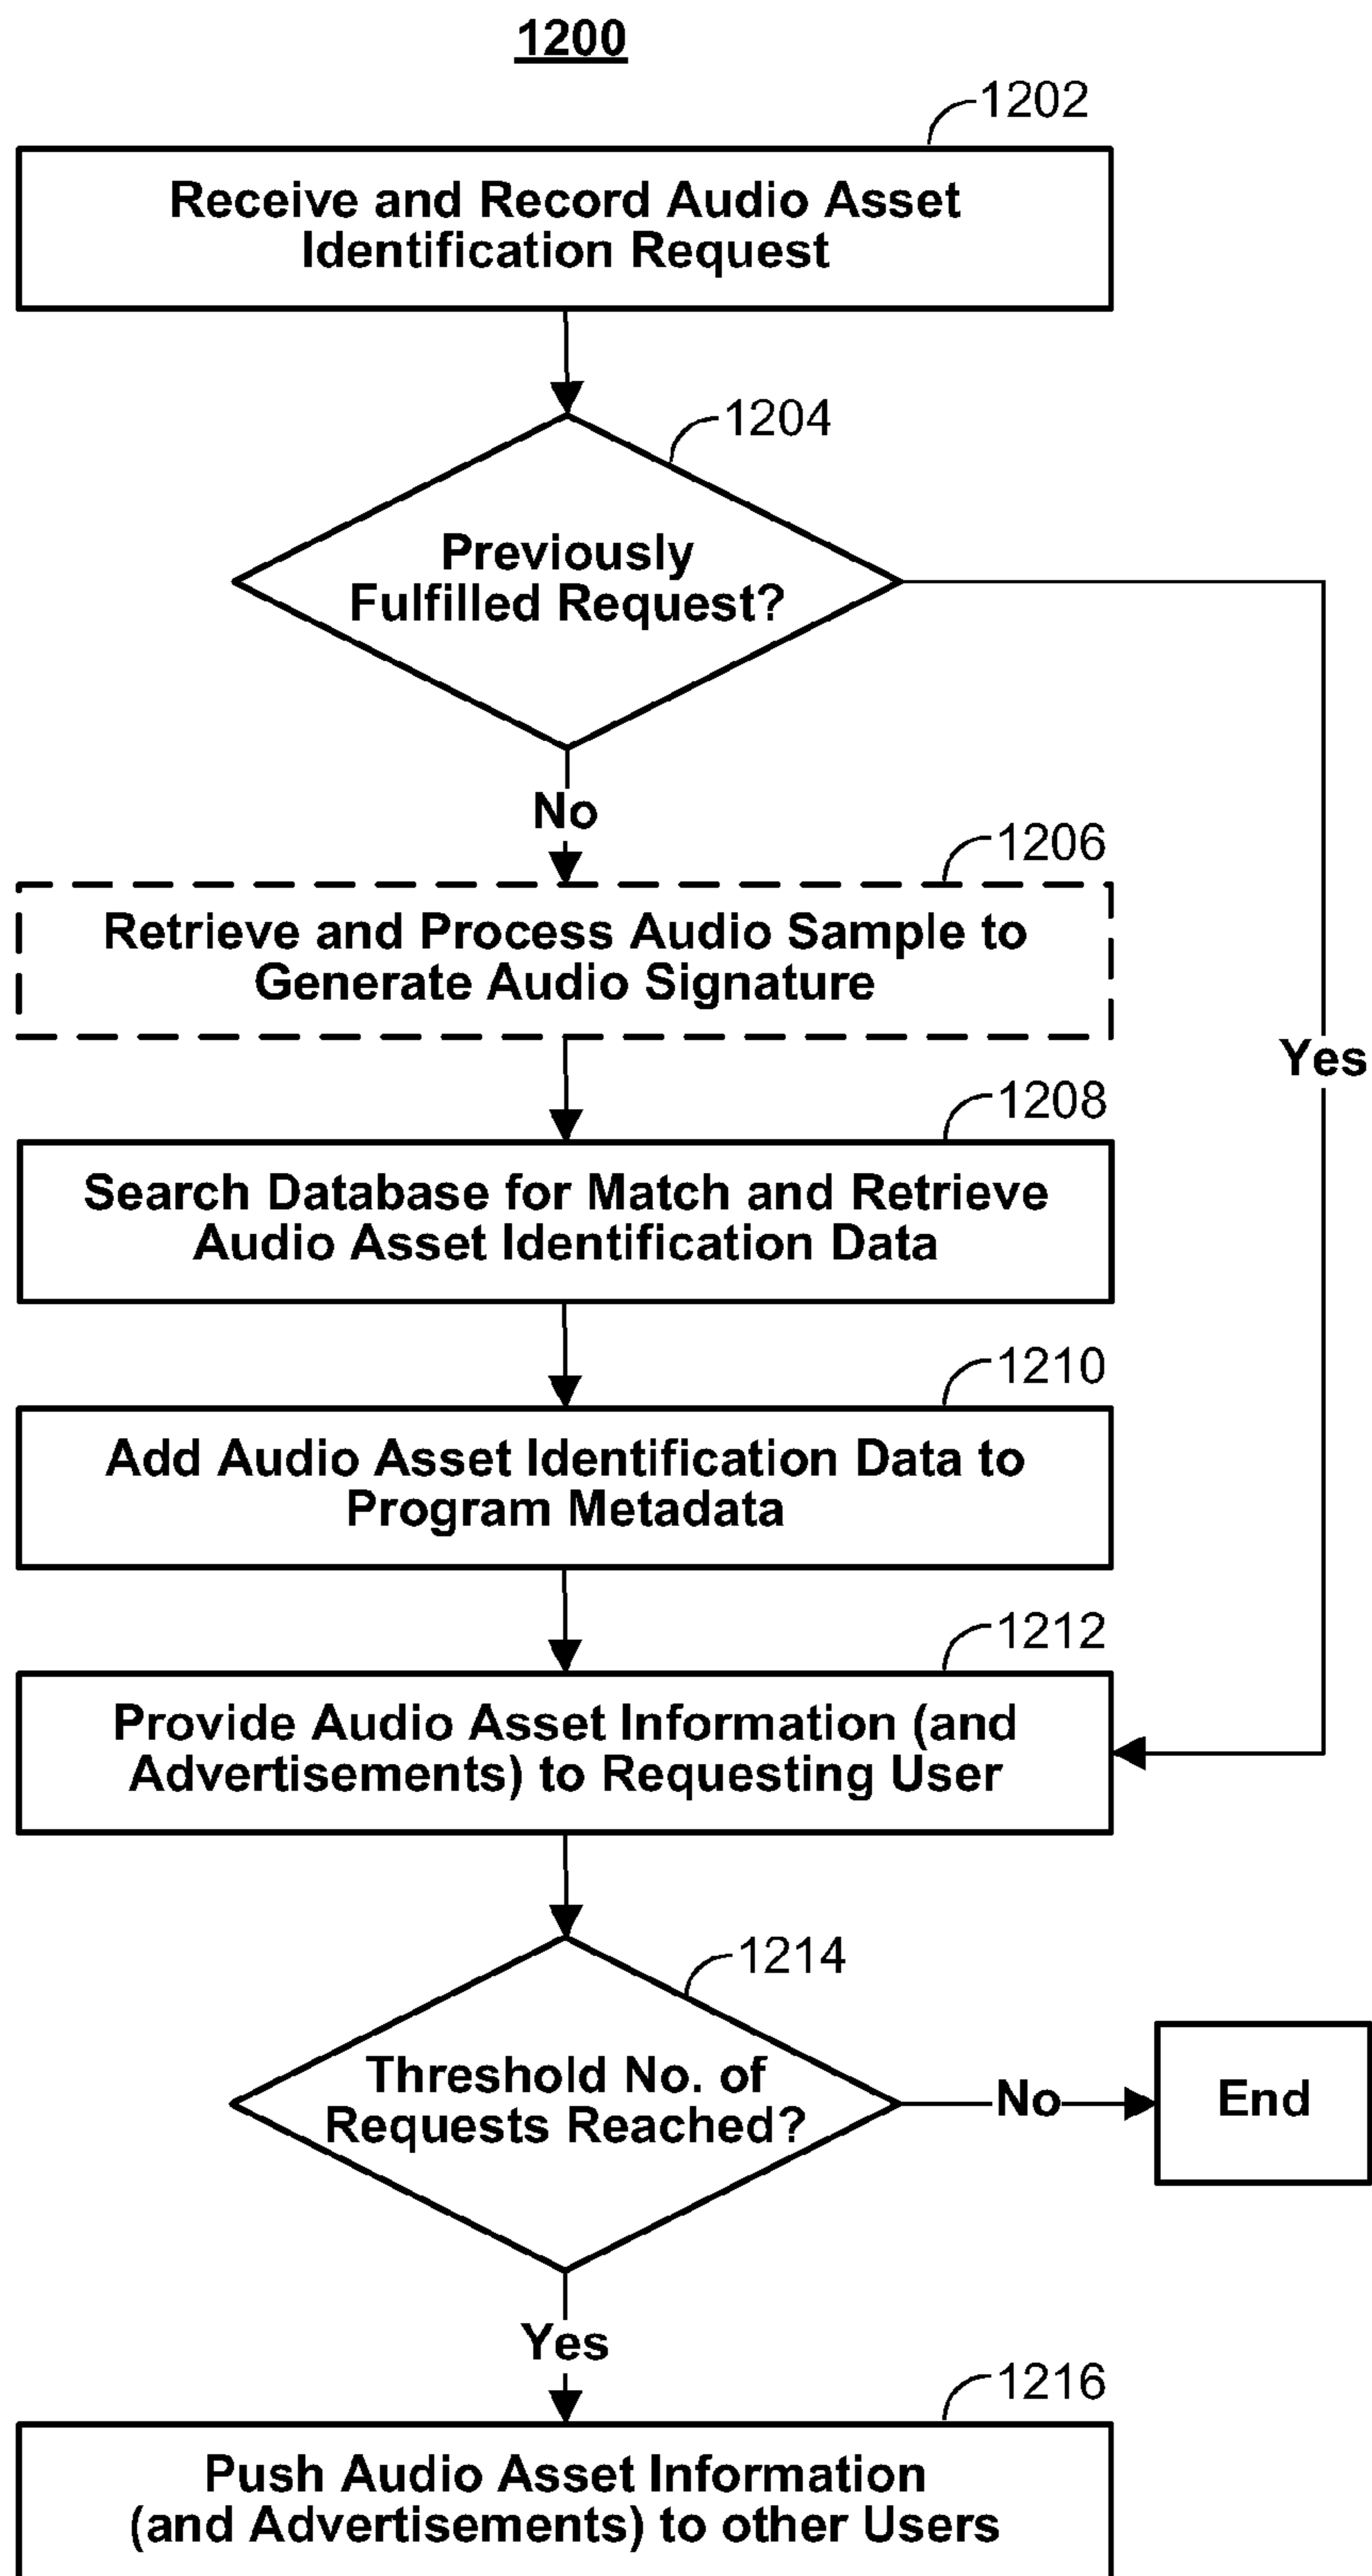 1200
1202
Receive and Record Audio Asset
Identification Request
1204
Previously
Fulfilled Request?
No
1206
Retrieve and Process Audio Sample to
Generate Audio Signature
Yes
1208
Search Database for Match and Retrieve
Audio Asset Identification Data
1210
Add Audio Asset Identification Data to
Program Metadata
1212
Provide Audio Asset Information (and
Advertisements) to Requesting User
1214
Threshold No. of
Requests Reached?
No
End
Yes
1216
Push Audio Asset Information
(and Advertisements) to other Users